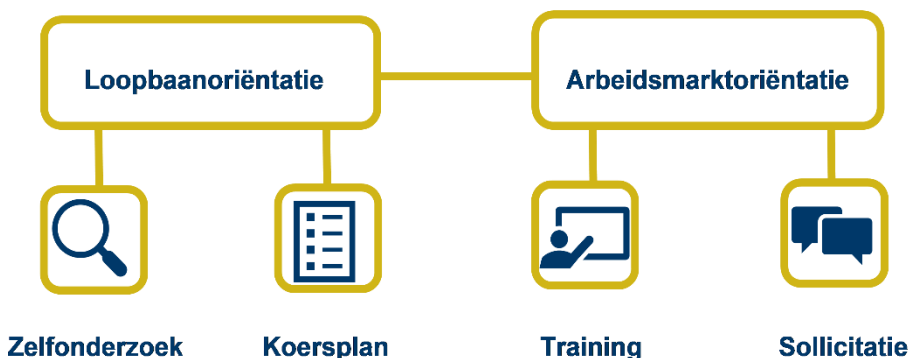 Loopbaanoriëntatie
Arbeidsmarktoriëntatie
Zelfonderzoek
Koersplan
Training
Sollicitatie